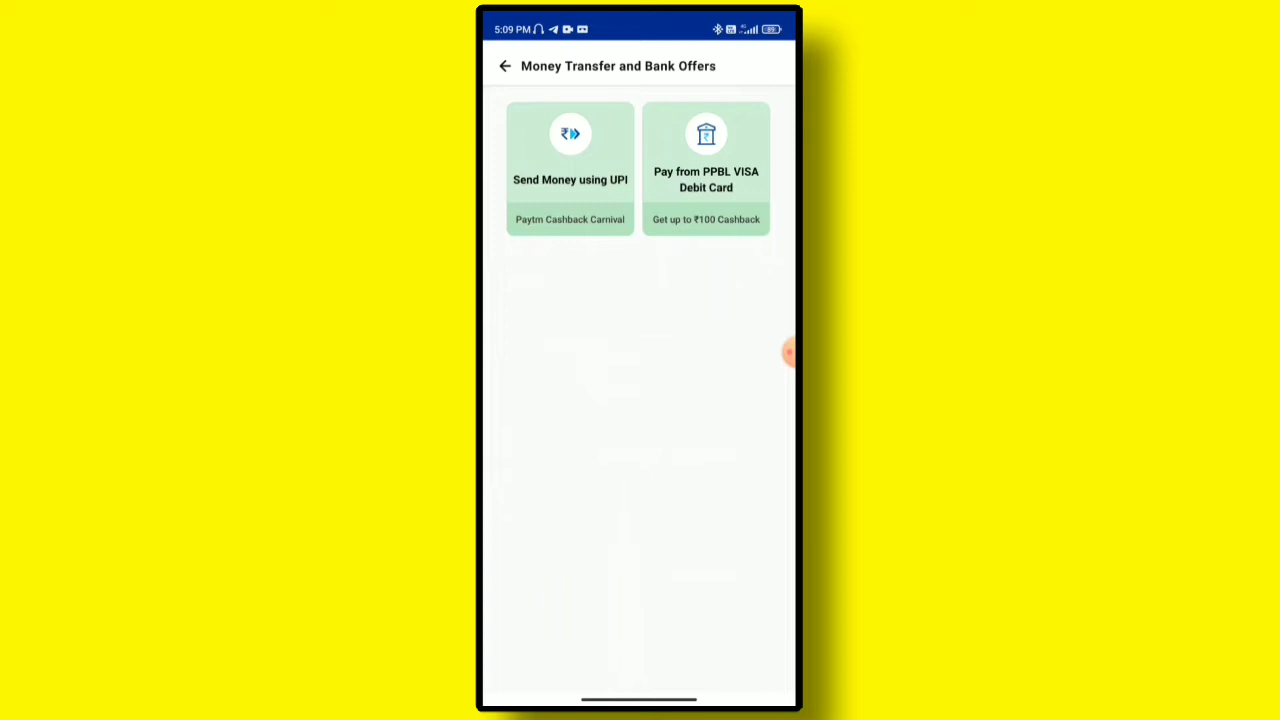 5:09 PM
Money Transfer and Bank Offers
Send Money using UPI
Paytm Cashback Carnival
Pay from PPBL VISA
Debit Card
Get up to ₹100 Cashback